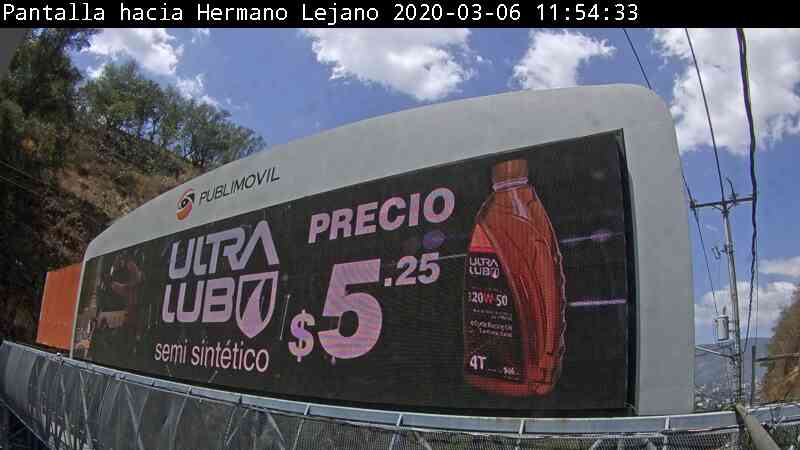 Pantalla hacia Hermano Lejano 2020-03-06 11:54:33
PUBLIMOVIL
ULTRA
LUB
semi sintético
PRECIO
$5.25
ULTRA
LUB
20W-50
4T